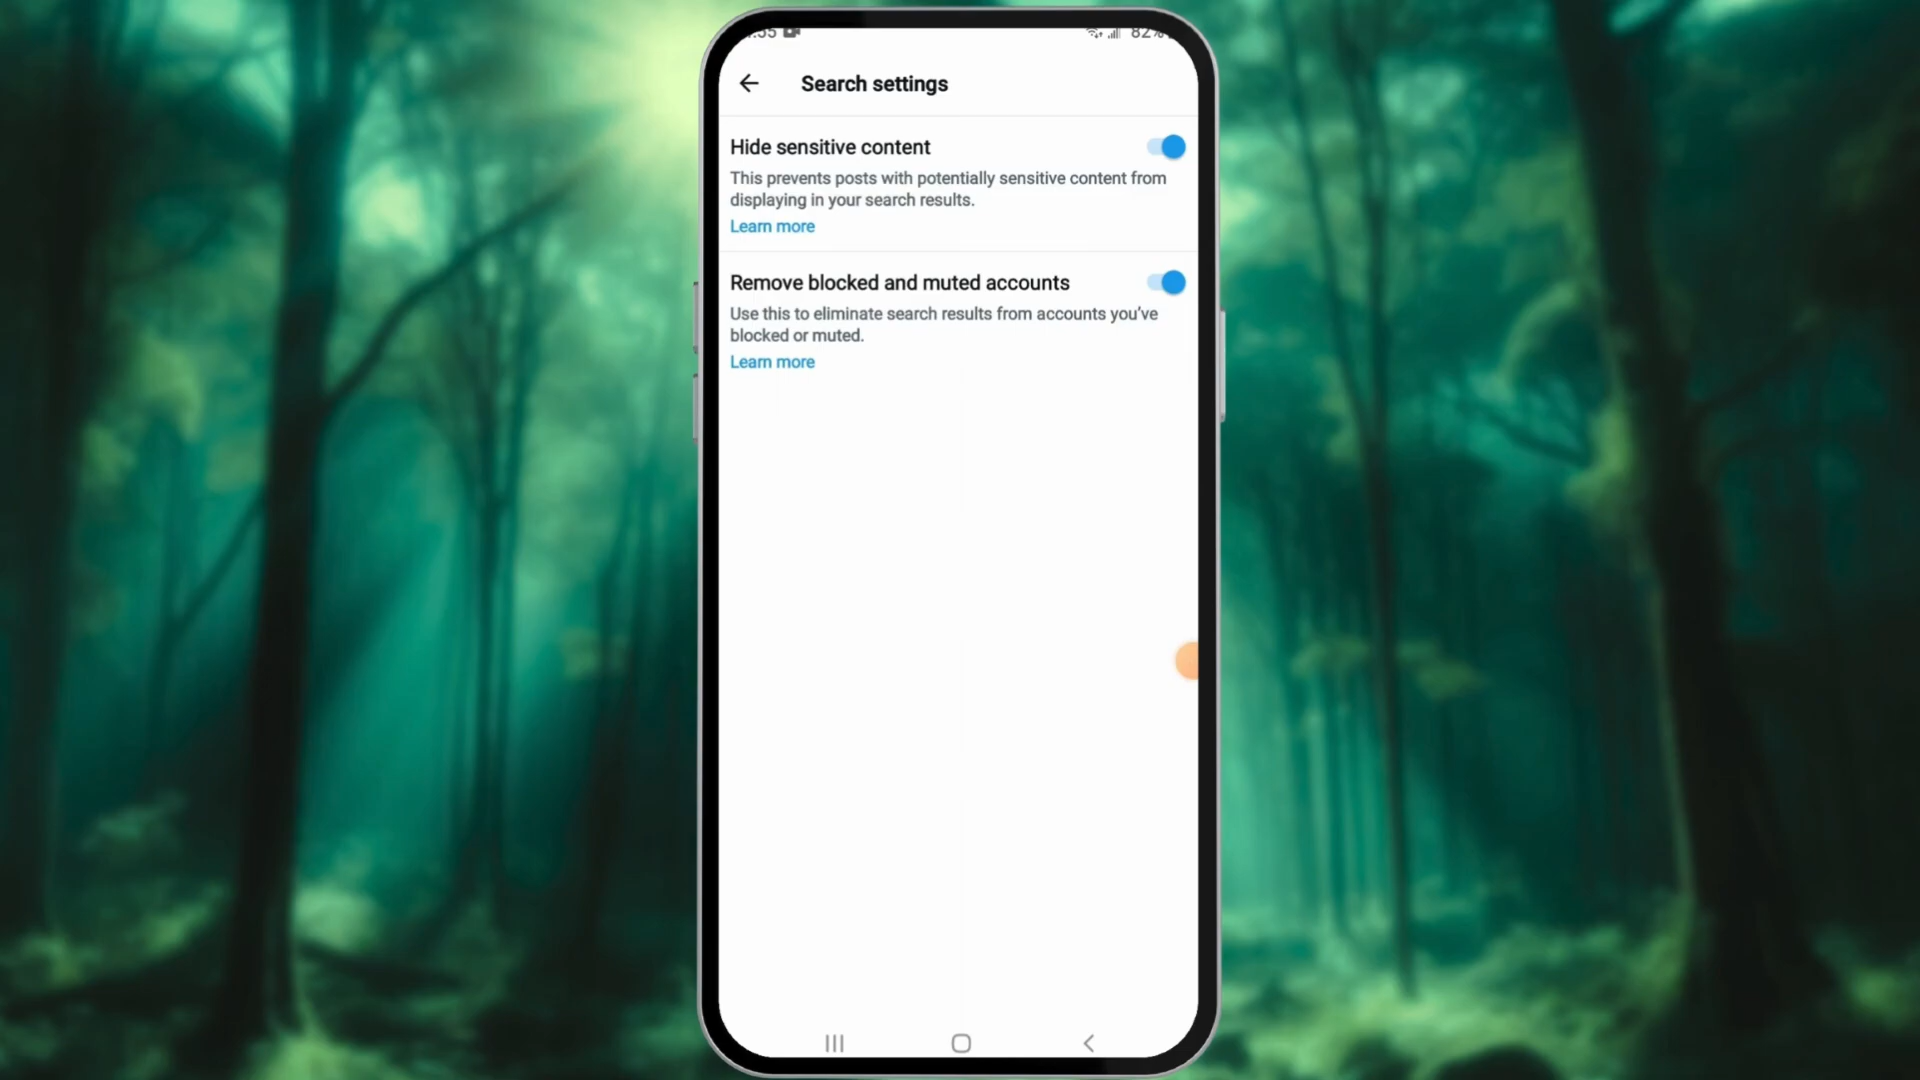 82%
Search settings
Hide sensitive content
This prevents posts with potentially sensitive content from
displaying in your search results.
Learn more
Remove blocked and muted accounts
Use this to eliminate search results from accounts you've
blocked or muted.
Learn more